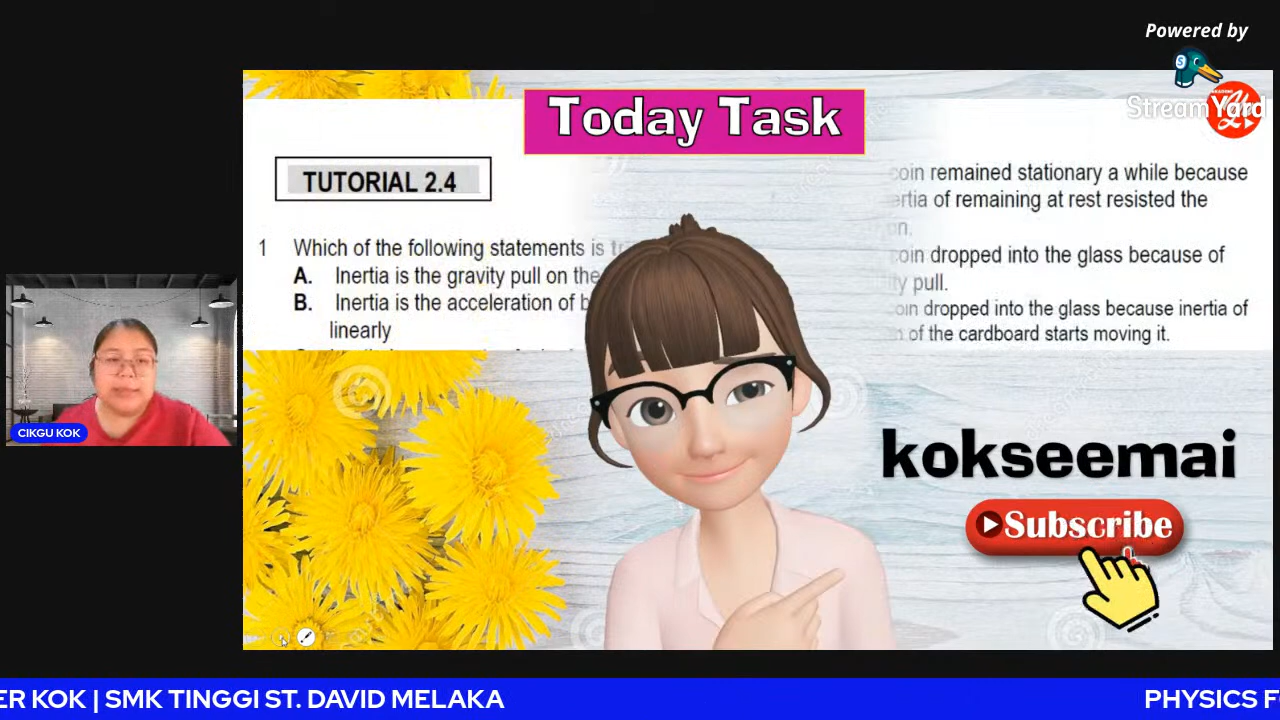 Powered by
StreamYard
Today Task
TUTORIAL 2.4
1 Which of the following statements is
A. Inertia is the gravity pull on the
B. Inertia is the acceleration of
linearly
coin remained stationary a while because
of remaining at rest resisted the
coin dropped into the glass because of
pull.
coin dropped into the glass because inertia of
of the cardboard starts moving it.
CIKGU KOK
kokseemai
Subscribe
ER KOK | SMK TINGGI ST. DAVID MELAKA
PHYSICS